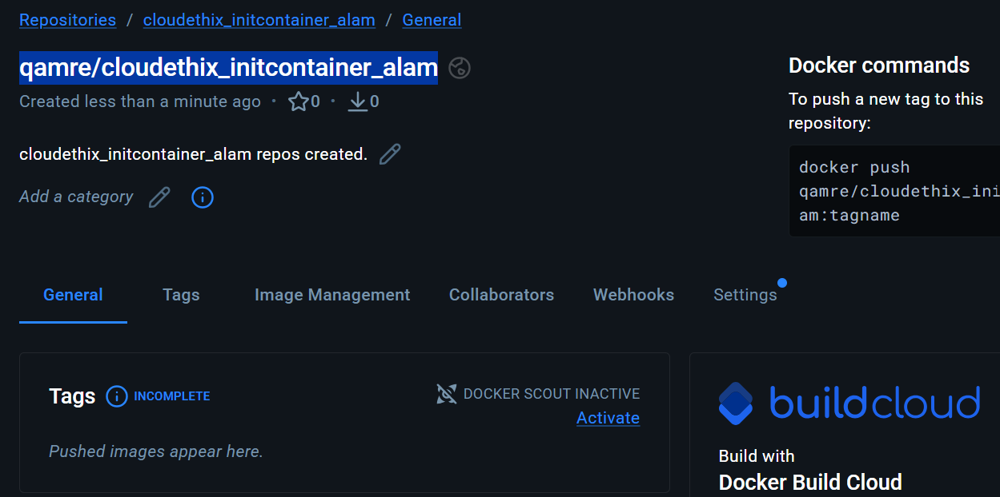 Repositories / cloudethix_initcontainer_alam / General
qamre/cloudethix_initcontainer_alam
Created less than a minute ago · 0 · 0
cloudethix_initcontainer_alam repos created.
Add a category
Docker commands
To push a new tag to this
repository:
docker push
qamre/cloudethix_ini
am:tagname
General
Tags
Image Management
Collaborators
Webhooks
Settings
Tags INCOMPLETE
DOCKER SCOUT INACTIVE
Activate
Pushed images appear here.
buildcloud
Build with
Docker Build Cloud